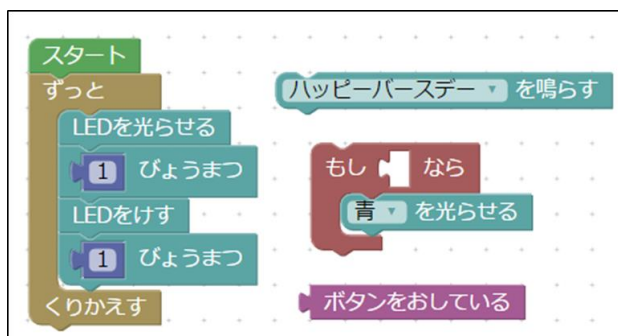 スタート
ずっと
LEDを光らせる
1 びょうまつ
LEDをけす
1 びょうまつ
くりかえす
ハッピーバースデー を鳴らす
もし なら
青 を光らせる
ボタンをおしている